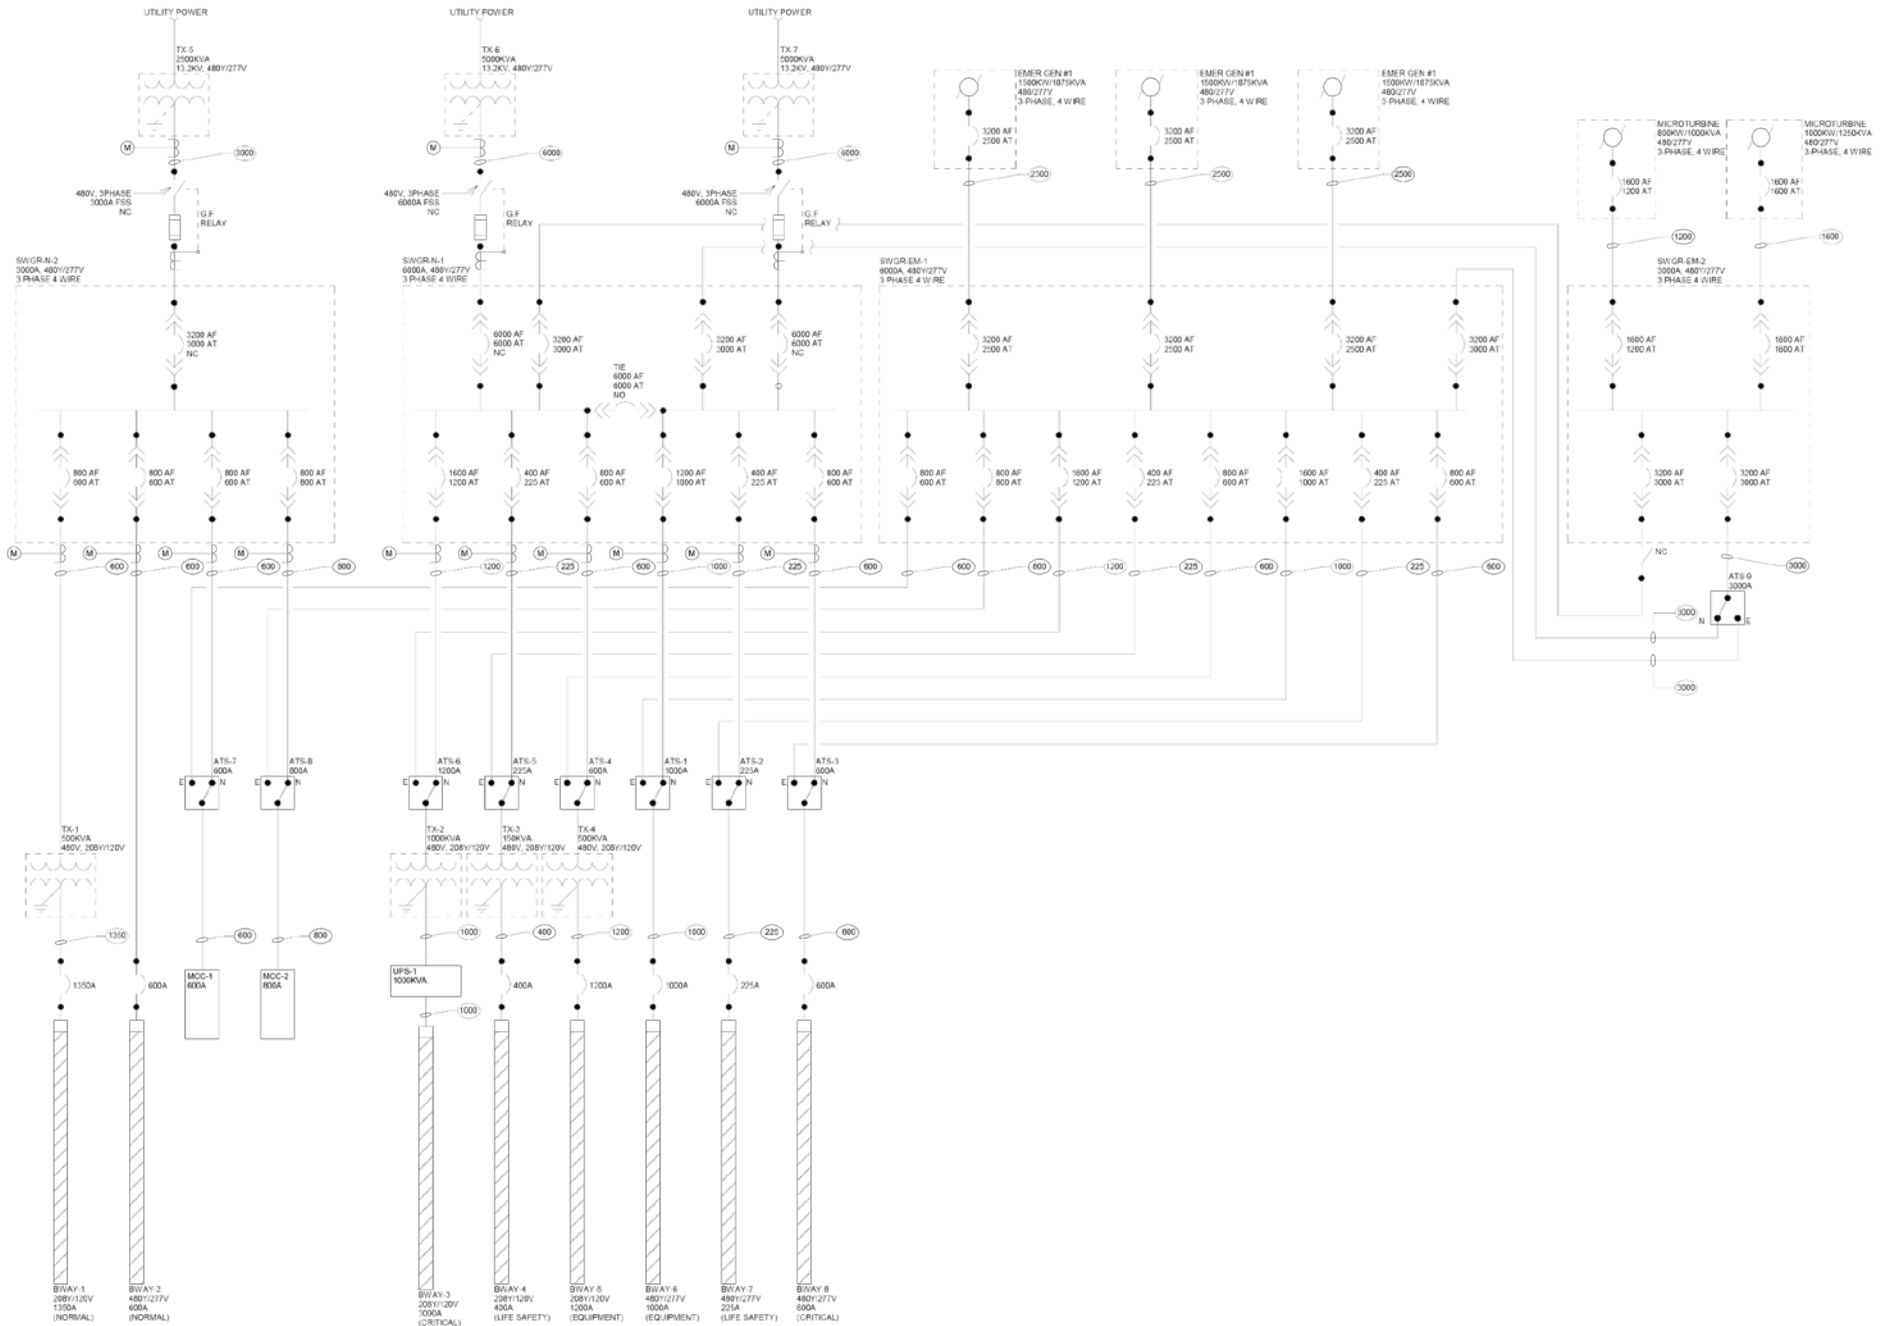 UTILITY POWER
UTILITY POWER
UTILITY POWER
TX-5
2500KVA
13.2KV, 480Y/277V
TX-6
5000KVA
13.2KV, 480Y/277V
TX-7
5000KVA
13.2KV, 480Y/277V
EMER GEN #1
1500KW/1875KVA
480/277V
3-PHASE, 4 WIRE
3200 AF
2500 AT
EMER GEN #1
1500KW/1875KVA
480/277V
3-PHASE, 4 WIRE
3200 AF
2500 AT
EMER GEN #1
1500KW/1875KVA
480/277V
3-PHASE, 4 WIRE
3200 AF
2500 AT
MICROTURBINE
800KW/1000KVA
480/277V
3-PHASE, 4 WIRE
1600 AF
1200 AT
MICROTURBINE
1000KW/1250KVA
480/277V
3-PHASE, 4 WIRE
1600 AF
1600 AT
M
3000
M
6000
M
6000
2500
2500
2500
1200
1600
480V, 3PHASE
3000A FSS
NC
G.F
RELAY
480V, 3PHASE
6000A FSS
NC
G.F
RELAY
480V, 3PHASE
6000A FSS
NC
G.F
RELAY
SWGR-N-2
3000A, 480Y/277V
3 PHASE 4 WIRE
SWGR-N-1
6000A, 480Y/277V
3 PHASE 4 WIRE
SWGR-EM-1
6000A, 480Y/277V
3 PHASE 4 WIRE
SWGR-EM-2
3000A, 480Y/277V
3 PHASE 4 WIRE
3200 AF
3000 AT
NC
6000 AF
6000 AT
NC
3200 AF
3000 AT
3200 AF
3000 AT
6000 AF
6000 AT
NC
3200 AF
2500 AT
3200 AF
2500 AT
3200 AF
2500 AT
3200 AF
3000 AT
1600 AF
1200 AT
1600 AF
1600 AT
TIE
6000 AF
6000 AT
NO
800 AF
600 AT
800 AF
600 AT
800 AF
600 AT
800 AF
800 AT
1600 AF
1200 AT
400 AF
225 AT
800 AF
600 AT
1200 AF
1000 AT
400 AF
225 AT
800 AF
600 AT
800 AF
600 AT
800 AF
800 AT
1600 AF
1200 AT
400 AF
225 AT
800 AF
600 AT
1600 AF
1000 AT
400 AF
225 AT
800 AF
600 AT
3200 AF
3000 AT
3200 AF
3000 AT
M
600
M
600
M
600
M
800
M
1200
M
225
M
600
M
1000
M
225
M
600
600
800
1200
225
600
1000
225
600
NC
3000
ATS-9
3000A
N
E
3000
3000
ATS-7
600A
E
N
ATS-8
800A
E
N
ATS-6
1200A
E
N
ATS-5
225A
E
N
ATS-4
600A
E
N
ATS-1
1000A
E
N
ATS-2
225A
E
N
ATS-3
600A
E
N
TX-1
500KVA
480V, 208Y/120V
TX-2
1000KVA
480V, 208Y/120V
TX-3
150KVA
480V, 208Y/120V
TX-4
500KVA
480V, 208Y/120V
1350
600
800
1000
400
1200
1000
225
600
1350A
600A
MCC-1
600A
MCC-2
800A
UPS-1
1000KVA
1000
400A
1200A
1000A
225A
600A
BWAY-1
208Y/120V
1350A
(NORMAL)
BWAY-2
480Y/277V
600A
(NORMAL)
BWAY-3
208Y/120V
3000A
(CRITICAL)
BWAY-4
208Y/120V
400A
(LIFE SAFETY)
BWAY-5
208Y/120V
1200A
(EQUIPMENT)
BWAY-6
480Y/277V
1000A
(EQUIPMENT)
BWAY-7
480Y/277V
225A
(LIFE SAFETY)
BWAY-8
480Y/277V
600A
(CRITICAL)